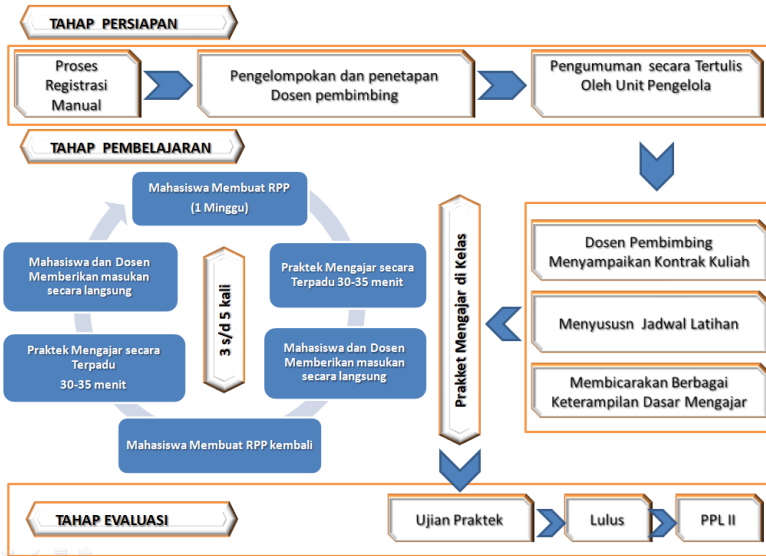 TAHAP PERSIAPAN
Proses
Registrasi
Manual
Pengelompokan dan penetapan
Dosen pembimbing
Pengumuman secara Tertulis
Oleh Unit Pengelola
TAHAP PEMBELAJARAN
Mahasiswa Membuat RPP
(1 Minggu)
Praktek Mengajar secara
Terpadu 30-35 menit
Mahasiswa dan Dosen
Memberikan masukan
secara langsung
Mahasiswa Membuat RPP kembali
Praktek Mengajar secara
Terpadu
30-35 menit
Mahasiswa dan Dosen
Memberikan masukan
secara langsung
3 s/d 5 kali
Prakket Mengajar di Kelas
Dosen Pembimbing
Menyampaikan Kontrak Kuliah
Menyususn Jadwal Latihan
Membicarakan Berbagai
Keterampilan Dasar Mengajar
TAHAP EVALUASI
Ujian Praktek
Lulus
PPL II